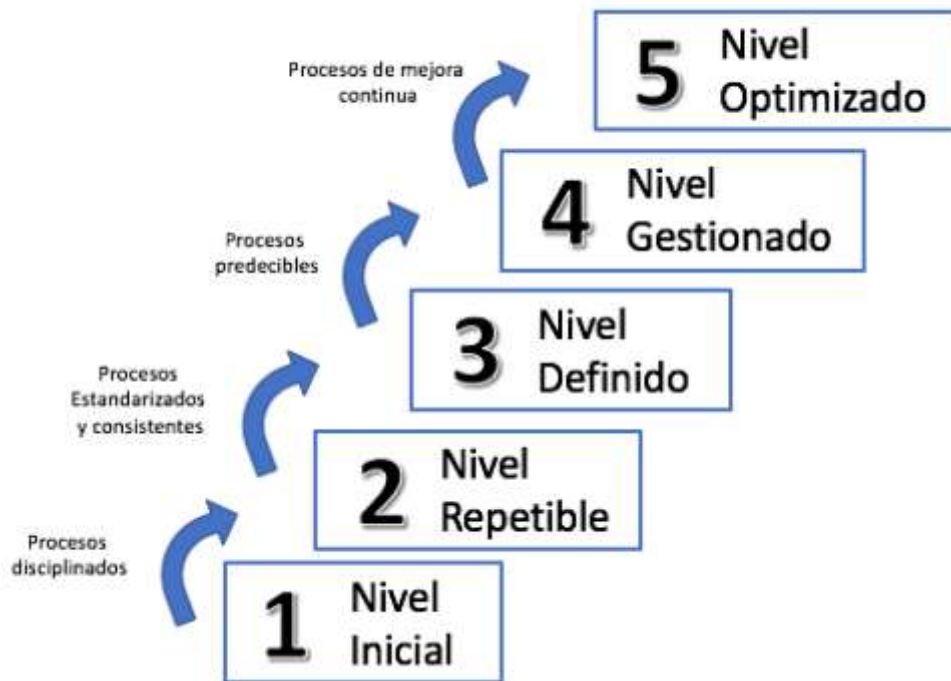 Procesos de mejora
continua
5 Nivel
Optimizado
Procesos
predecibles
4 Nivel
Gestionado
Procesos
Estandarizados
y consistentes
3 Nivel
Definido
Procesos
disciplinados
2 Nivel
Repetible
1 Nivel
Inicial